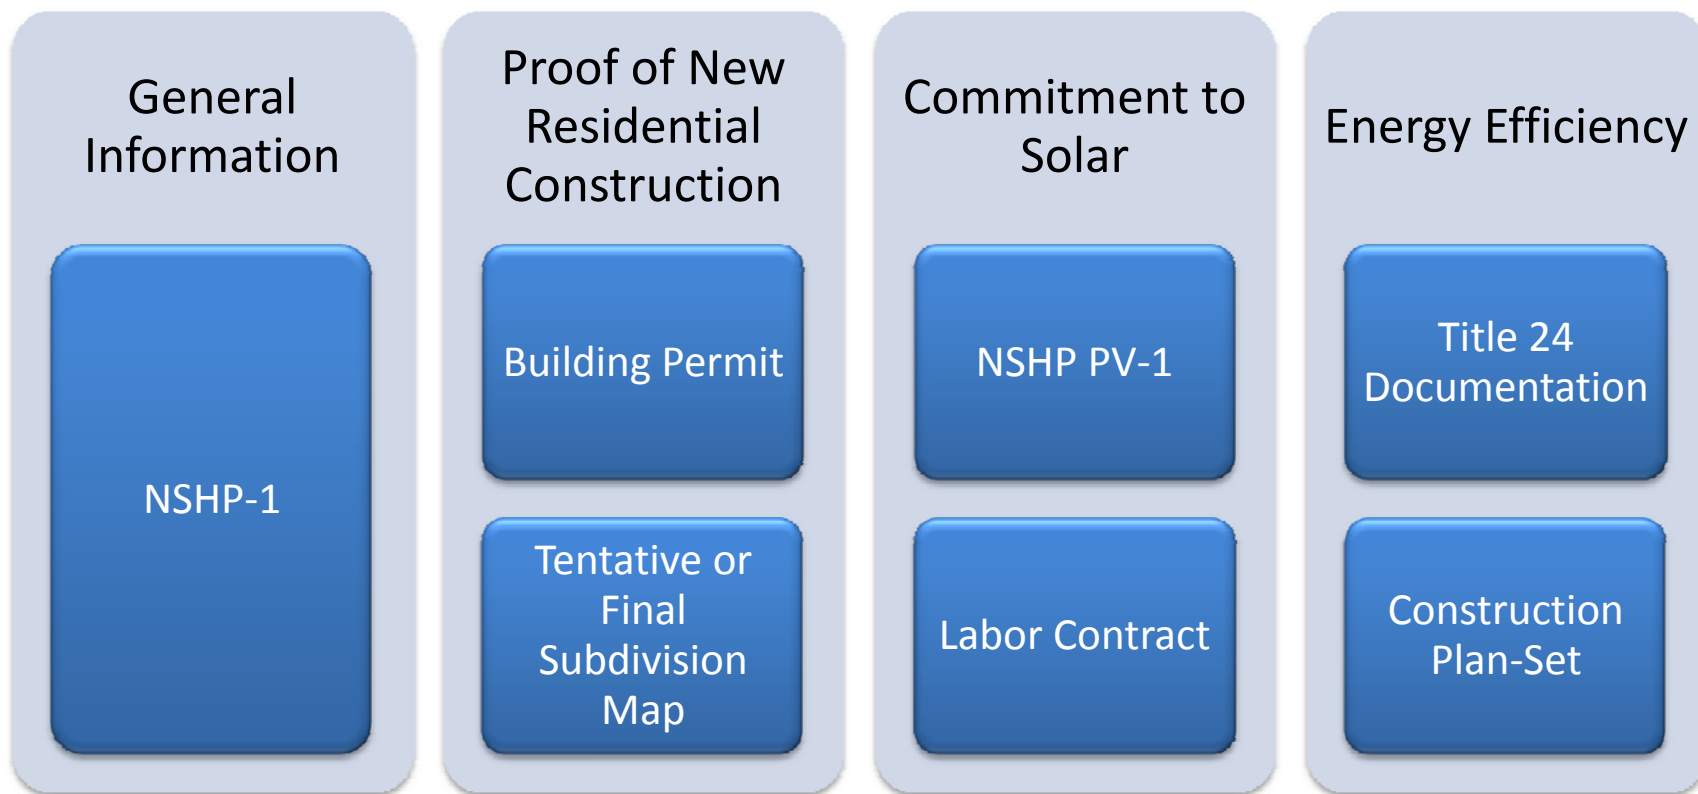 General
Information
NSHP-1
Proof of New
Residential
Construction
Building Permit
Tentative or
Final
Subdivision
Map
Commitment to
Solar
NSHP PV-1
Labor Contract
Energy Efficiency
Title 24
Documentation
Construction
Plan-Set